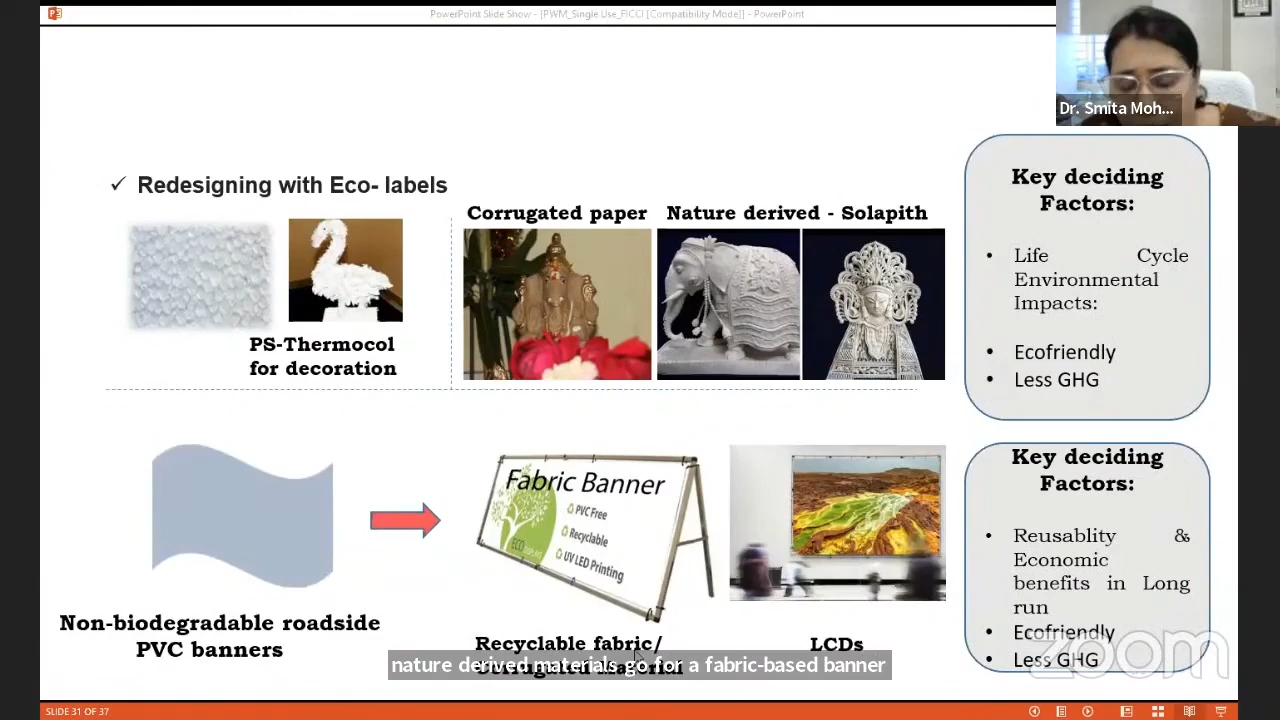 PowerPoint Slide Show - [PWM_Single Use_FICCI [Compatibility Mode]] - PowerPoint
Dr. Smita Moh...
✓ Redesigning with Eco- labels
Corrugated paper
Nature derived - Solapith
PS-Thermocol
for decoration
Key deciding
Factors:
• Life Cycle
Environmental
Impacts:
• Ecofriendly
• Less GHG
Non-biodegradable roadside
PVC banners
Fabric Banner
PVC Free
Recyclable
UV LED Printing
ECO
Recyclable fabric/
Corrugated material
LCDs
Key deciding
Factors:
• Reusablity &
Economic
benefits in Long
run
• Ecofriendly
• Less GHG
nature derived materials go for a fabric-based banner
zoom
SLIDE 31 OF 37